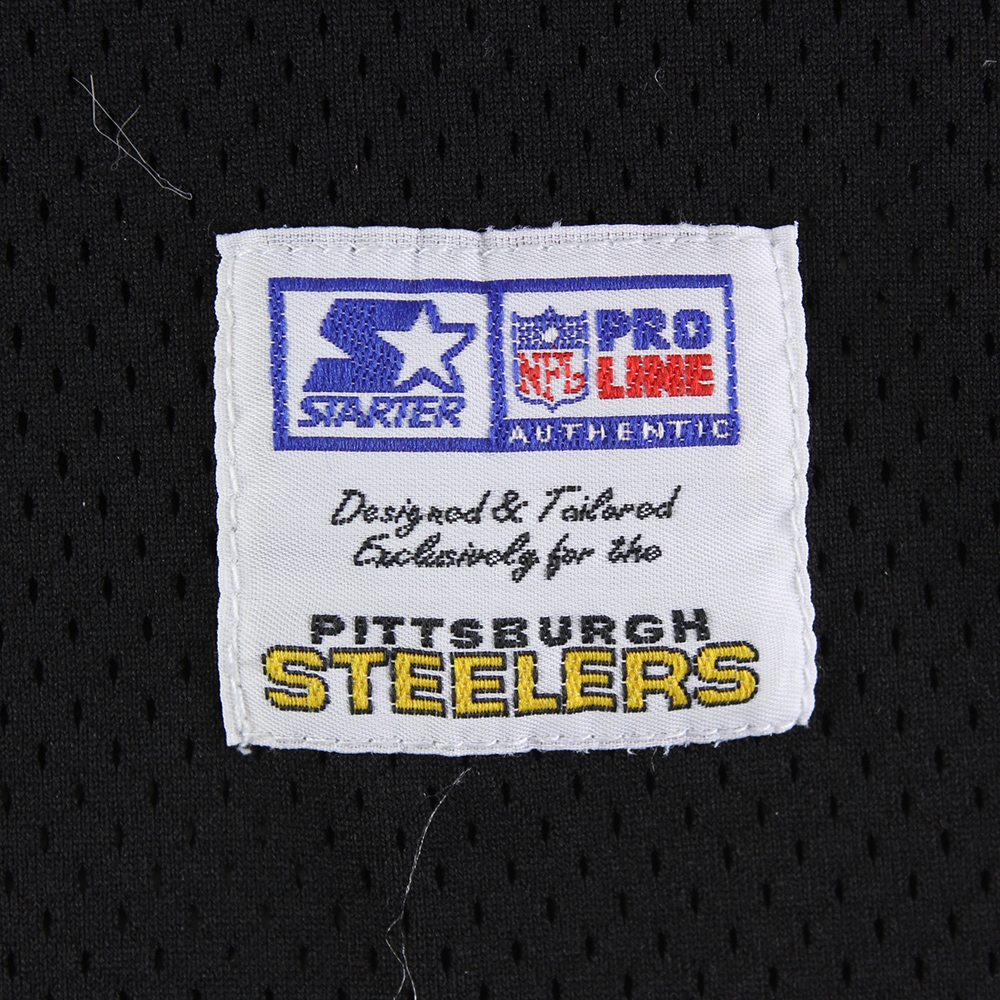 STARTER
NFL
PRO
LINE
AUTHENTIC
Designed & Tailored
Exclusively for the
PITTSBURGH
STEELERS